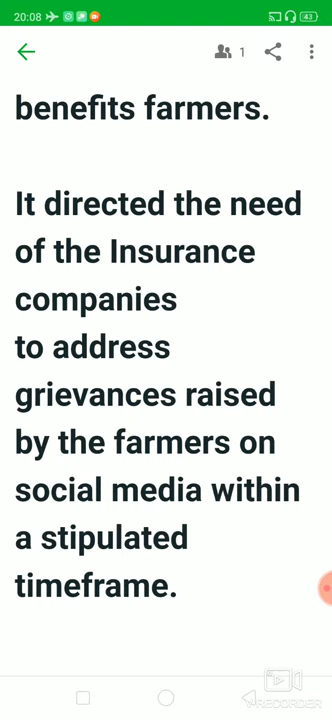 20:08
43
1
benefits farmers.
It directed the need
of the Insurance
companies
to address
grievances raised
by the farmers on
social media within
a stipulated
timeframe.
RECORDER